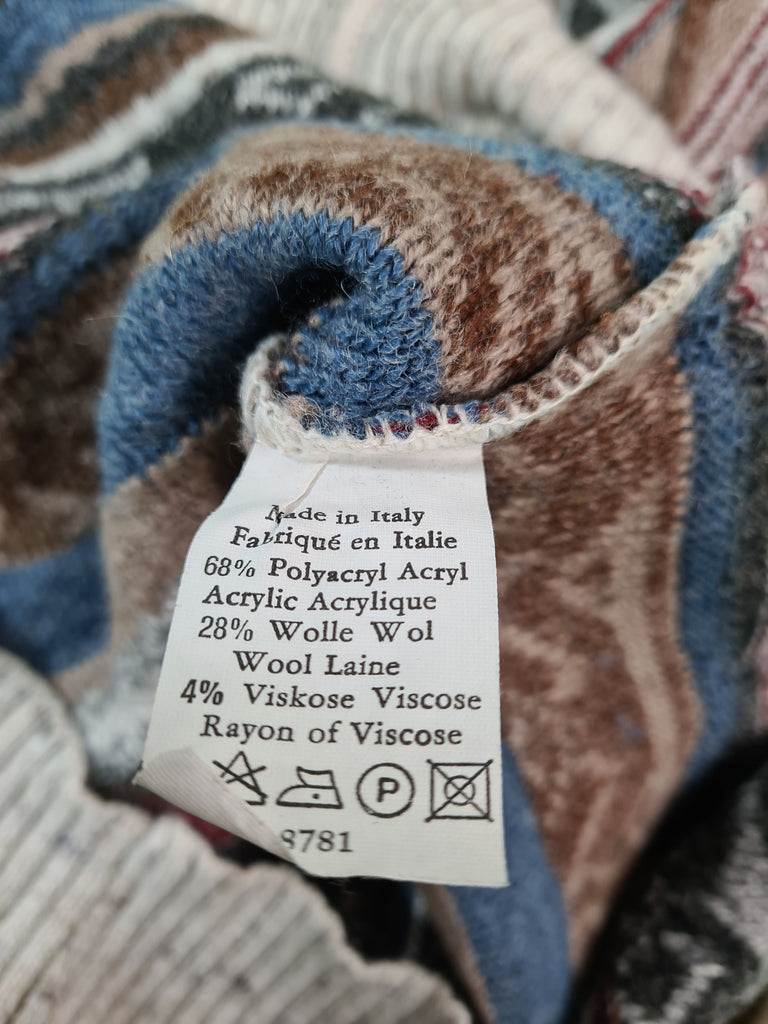 Made in Italy
Fabriqué en Italie
68% Polyacryl Acryl
Acrylic Acrylique
28% Wolle Wol
Wool Laine
4% Viskose Viscose
Rayon of Viscose
P
8781